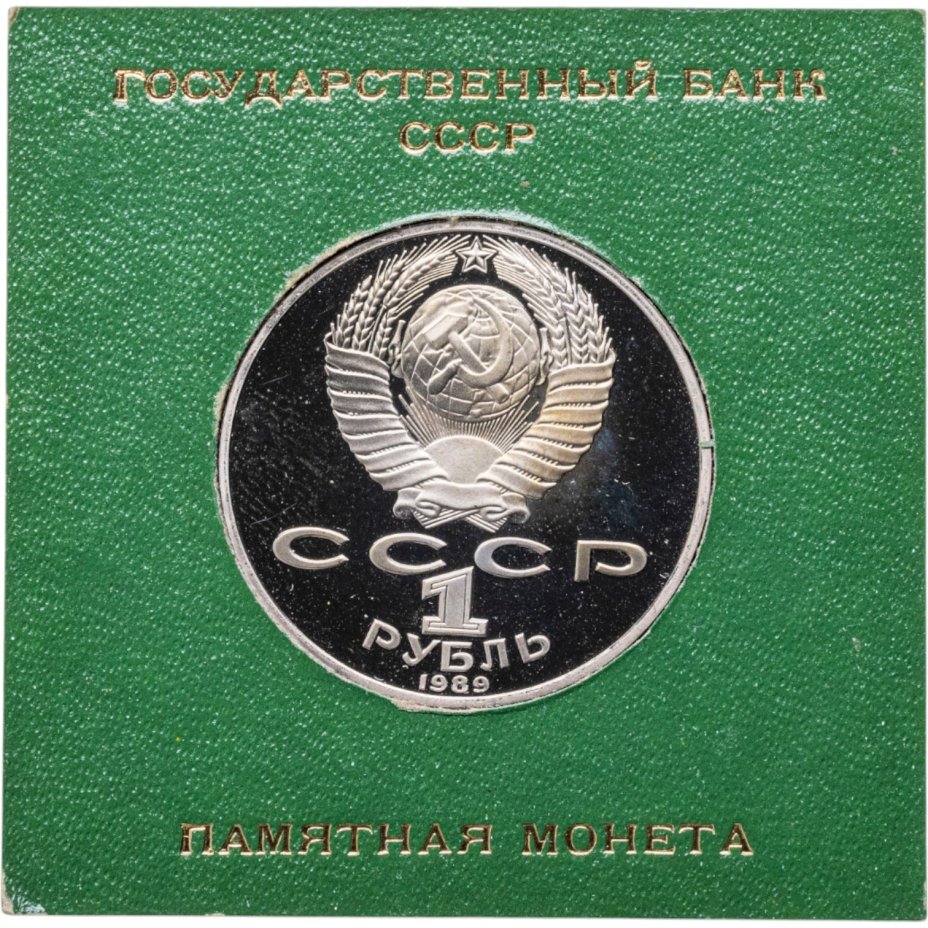 ГОСУДАРСТВЕННЫЙ БАНК
СССР
СССР
1
РУБЛЬ
1989
ПАМЯТНАЯ МОНЕТА